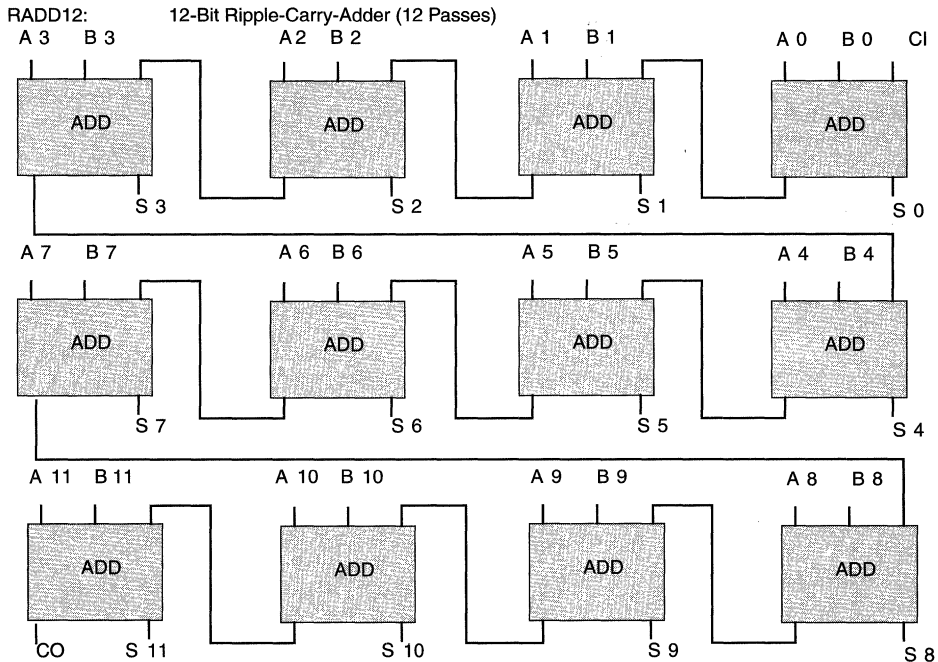 RADD12: 12-Bit Ripple-Carry-Adder (12 Passes)
A 3 B 3 A 2 B 2 A 1 B 1 A 0 B 0 CI
ADD ADD ADD ADD
S 3 S 2 S 1 S 0
A 7 B 7 A 6 B 6 A 5 B 5 A 4 B 4
ADD ADD ADD ADD
S 7 S 6 S 5 S 4
A 11 B 11 A 10 B 10 A 9 B 9 A 8 B 8
ADD ADD ADD ADD
CO S 11 S 10 S 9 S 8